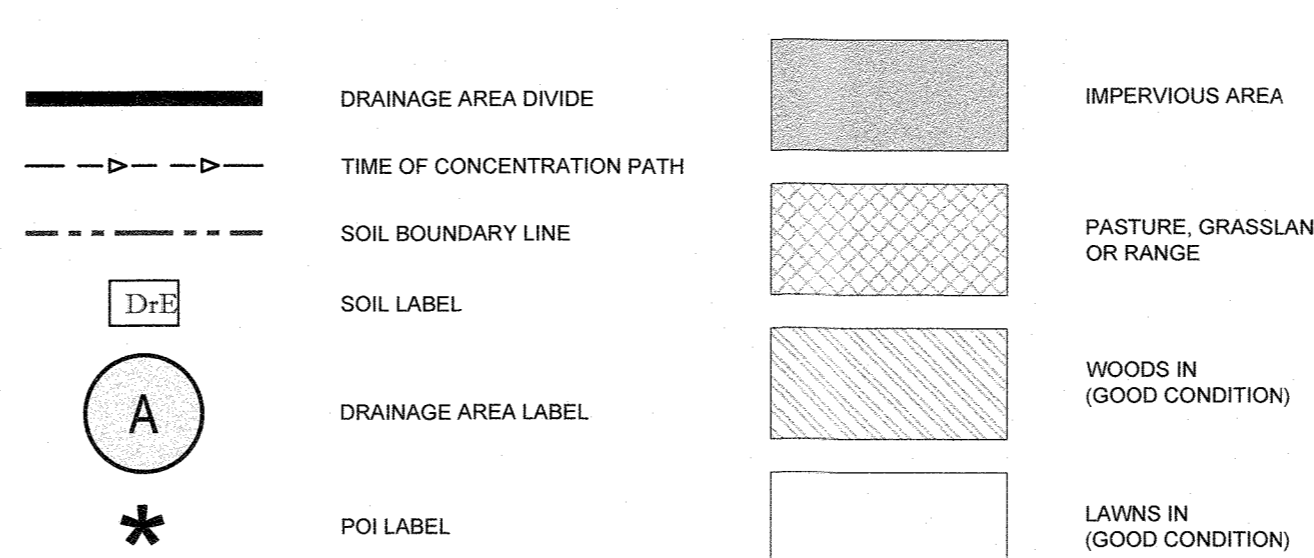 DRAINAGE AREA DIVIDE
TIME OF CONCENTRATION PATH
SOIL BOUNDARY LINE
DrE
SOIL LABEL
A
DRAINAGE AREA LABEL
*
POI LABEL
IMPERVIOUS AREA
PASTURE, GRASSLAN
OR RANGE
WOODS IN
(GOOD CONDITION)
LAWNS IN
(GOOD CONDITION)